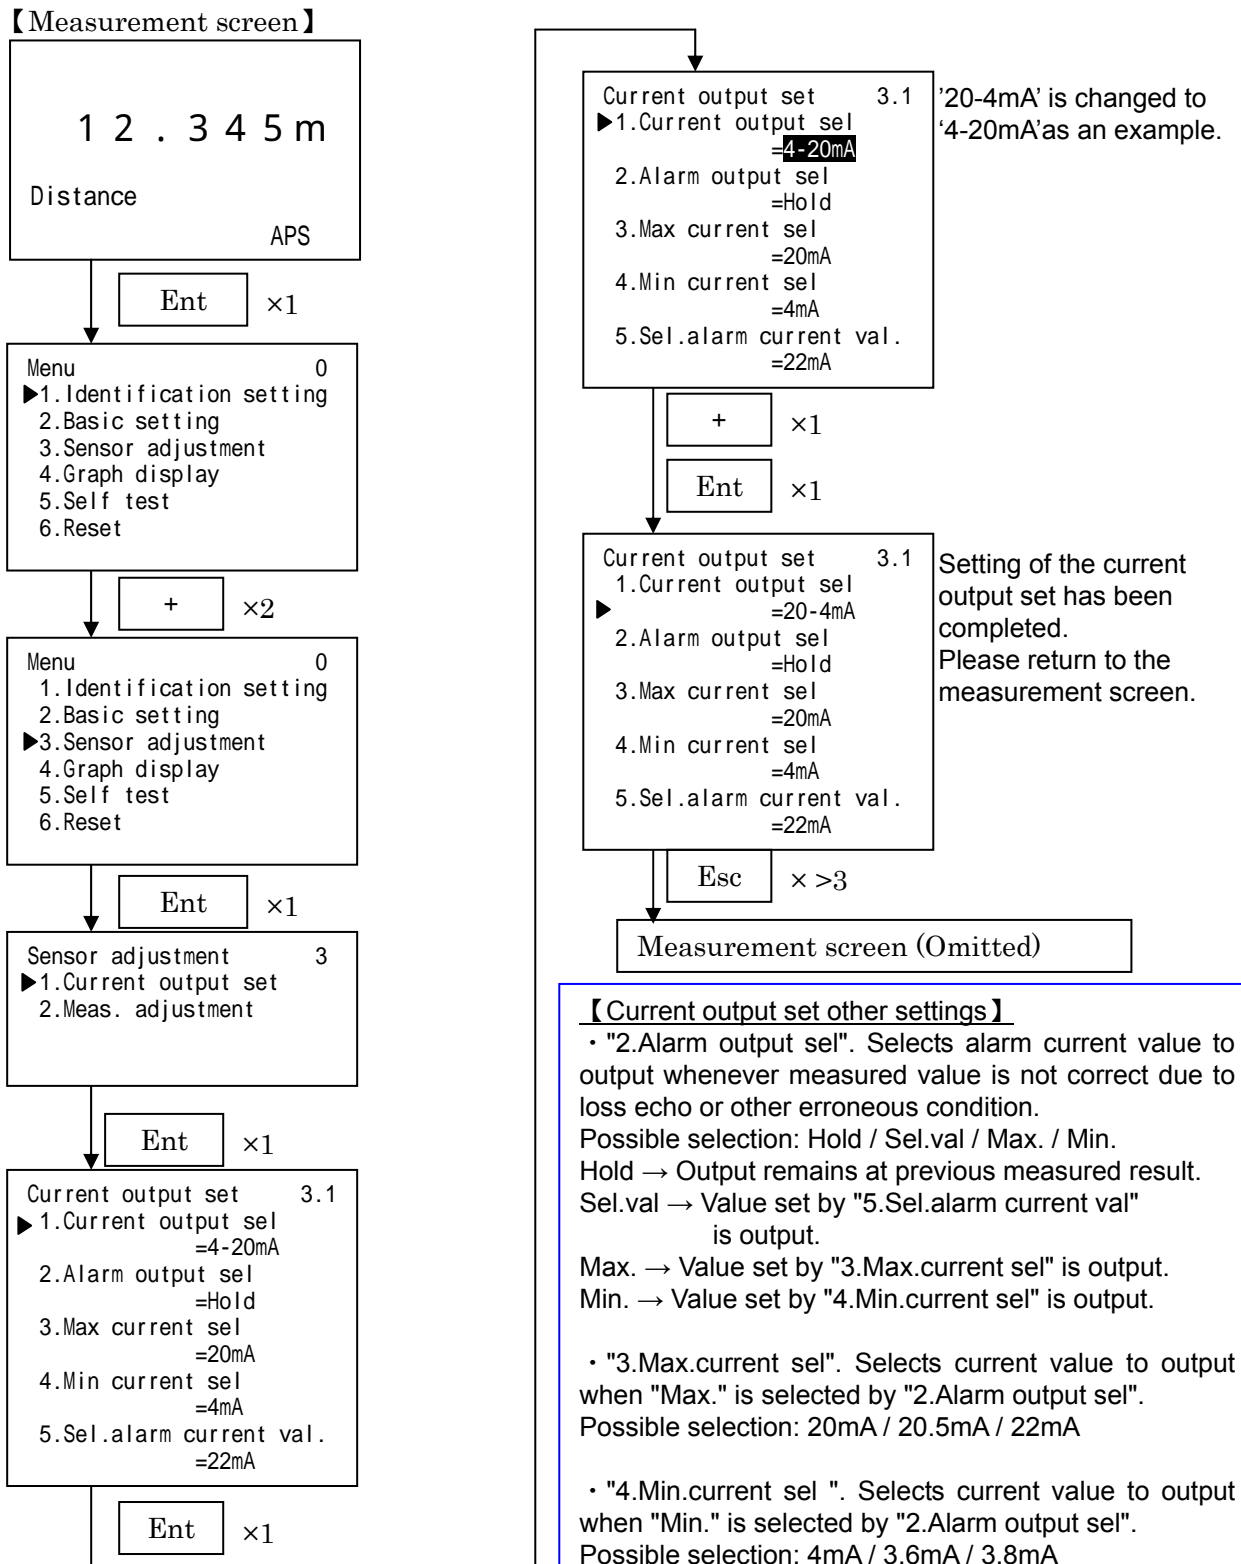 【Measurement screen】
12.345m
Distance
APS
Ent ×1
Menu 0
▶1.Identification setting
2.Basic setting
3.Sensor adjustment
4.Graph display
5.Self test
6.Reset
+ ×2
Menu 0
1.Identification setting
2.Basic setting
▶3.Sensor adjustment
4.Graph display
5.Self test
6.Reset
Ent ×1
Sensor adjustment 3
▶1.Current output set
2.Meas. adjustment
Ent ×1
Current output set 3.1
▶1.Current output sel
=4-20mA
2.Alarm output sel
=Hold
3.Max current sel
=20mA
4.Min current sel
=4mA
5.Sel.alarm current val.
=22mA
Ent ×1
Current output set 3.1
▶1.Current output sel
=4-20mA
2.Alarm output sel
=Hold
3.Max current sel
=20mA
4.Min current sel
=4mA
5.Sel.alarm current val.
=22mA
’20-4mA’ is changed to
‘4-20mA’as an example.
+ ×1
Ent ×1
Current output set 3.1
1.Current output sel
▶ =20-4mA
2.Alarm output sel
=Hold
3.Max current sel
=20mA
4.Min current sel
=4mA
5.Sel.alarm current val.
=22mA
Setting of the current
output set has been
completed.
Please return to the
measurement screen.
Esc × >3
Measurement screen (Omitted)
【Current output set other settings】
・"2.Alarm output sel". Selects alarm current value to
output whenever measured value is not correct due to
loss echo or other erroneous condition.
Possible selection: Hold / Sel.val / Max. / Min.
Hold → Output remains at previous measured result.
Sel.val → Value set by "5.Sel.alarm current val"
is output.
Max. → Value set by "3.Max.current sel" is output.
Min. → Value set by "4.Min.current sel" is output.
・"3.Max.current sel". Selects current value to output
when "Max." is selected by "2.Alarm output sel".
Possible selection: 20mA / 20.5mA / 22mA
・"4.Min.current sel ". Selects current value to output
when "Min." is selected by "2.Alarm output sel".
Possible selection: 4mA / 3.6mA / 3.8mA